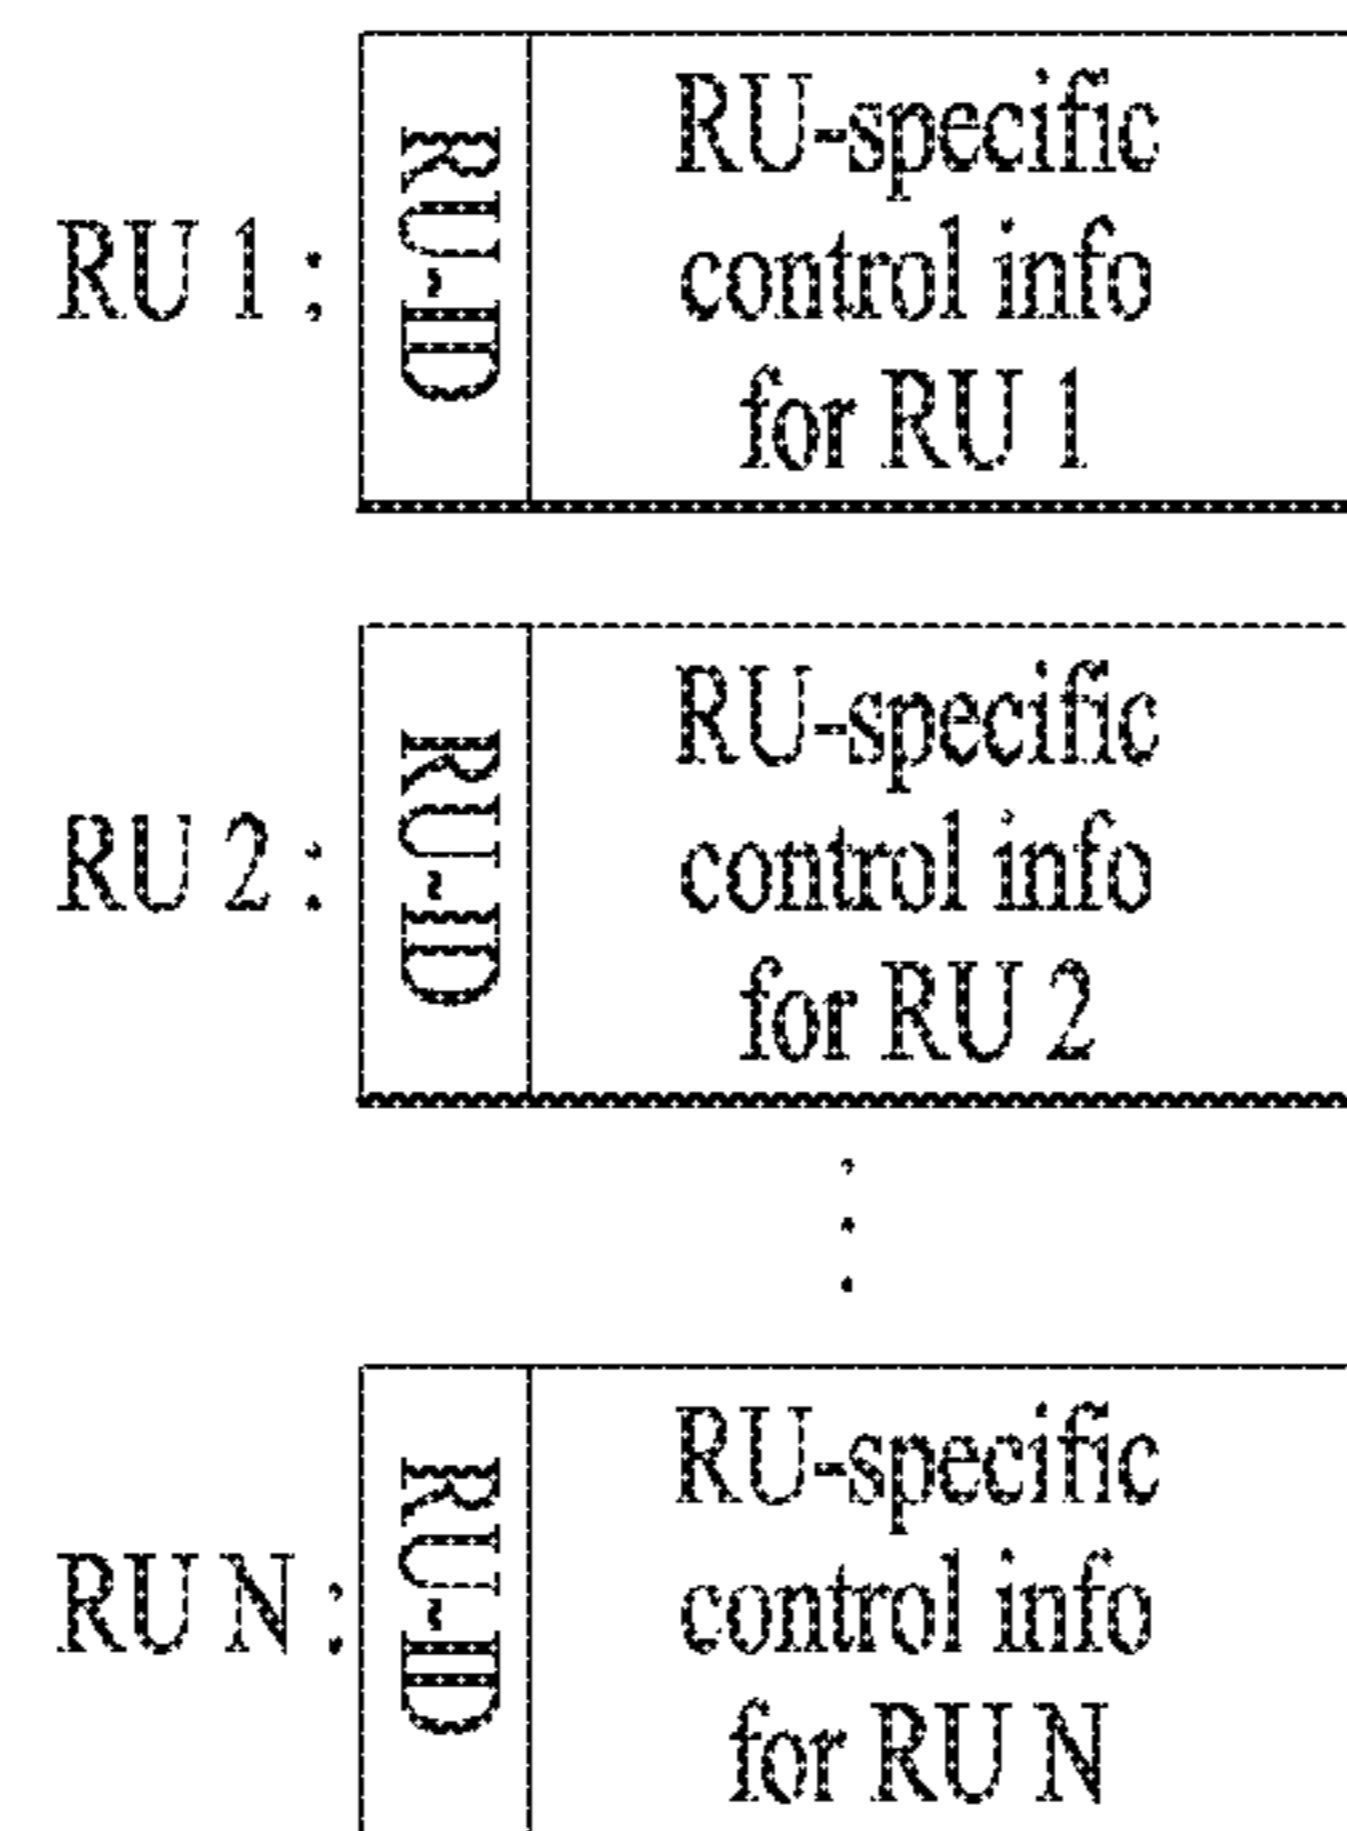 RU 1 :
RU-ID
RU-specific
control info
for RU 1
RU 2 :
RU-ID
RU-specific
control info
for RU 2
RU N :
RU-ID
RU-specific
control info
for RU N